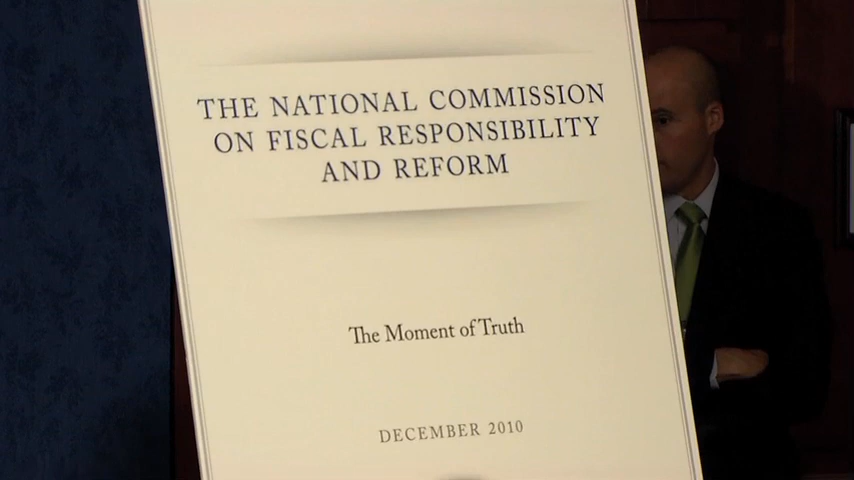 THE NATIONAL COMMISSION
ON FISCAL RESPONSIBILITY
AND REFORM
The Moment of Truth
DECEMBER 2010